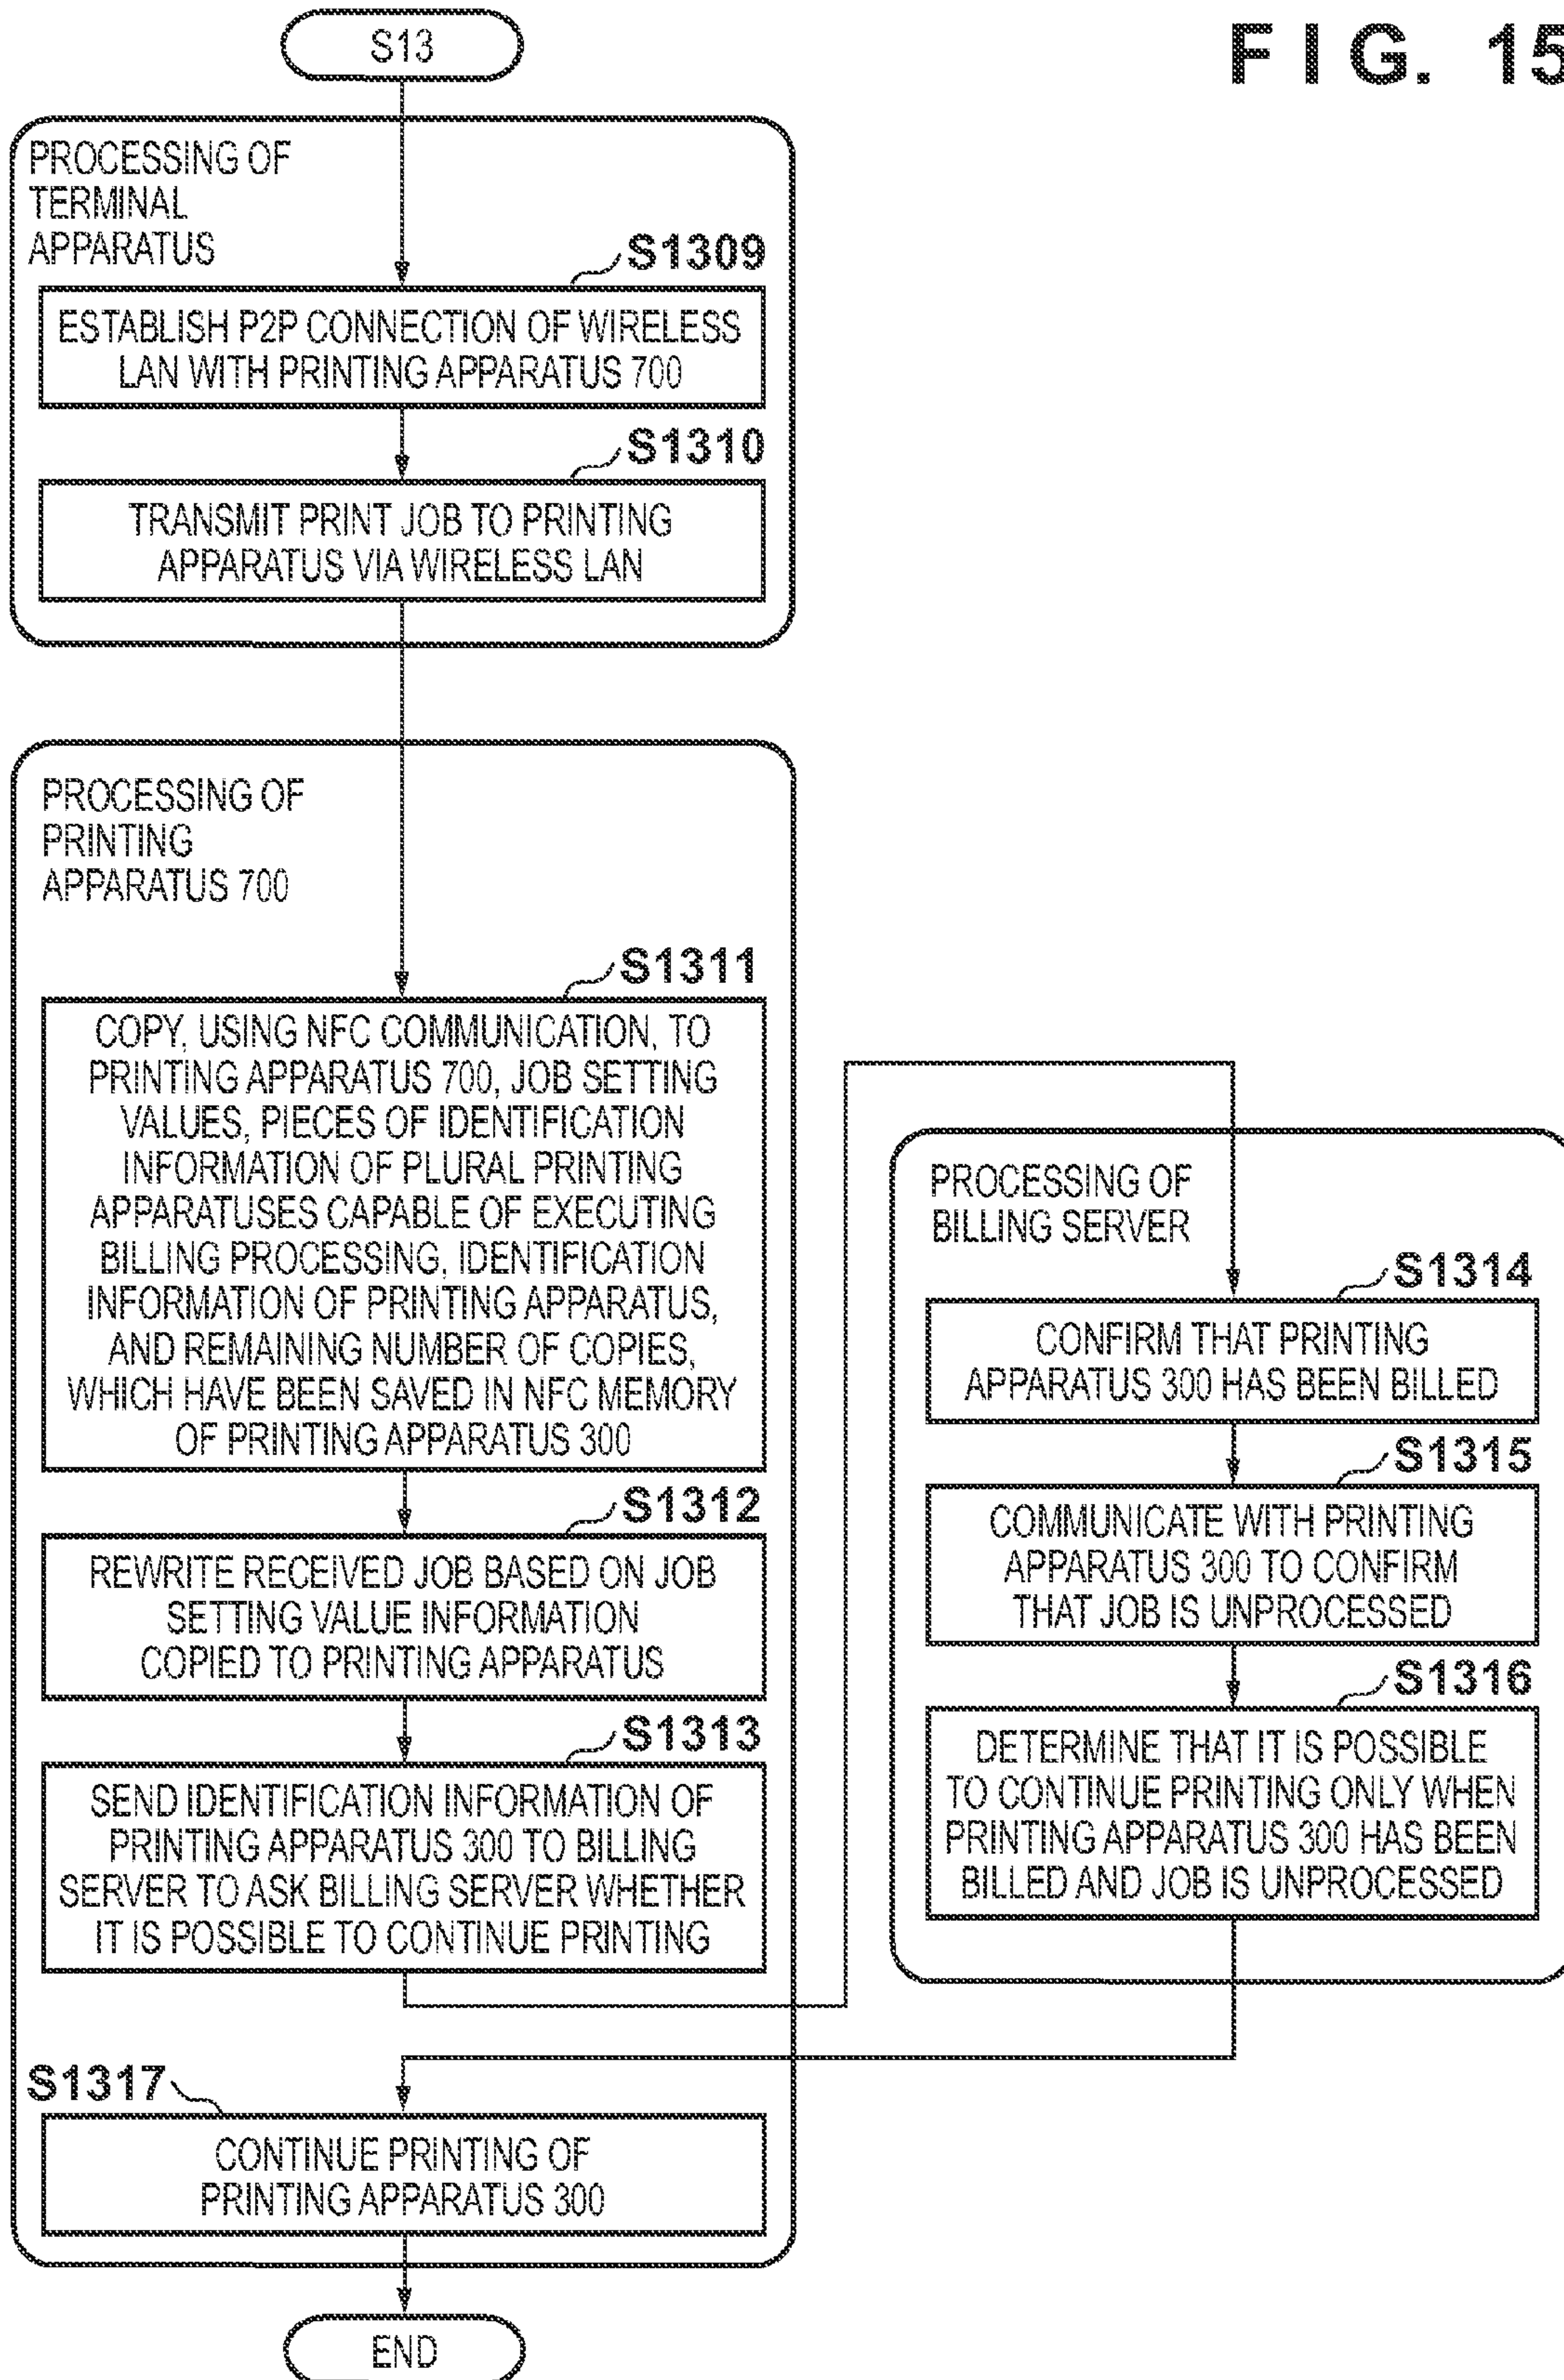 FIG. 15
S13
PROCESSING OF
TERMINAL
APPARATUS
S1309
ESTABLISH P2P CONNECTION OF WIRELESS
LAN WITH PRINTING APPARATUS 700
S1310
TRANSMIT PRINT JOB TO PRINTING
APPARATUS VIA WIRELESS LAN
PROCESSING OF
PRINTING
APPARATUS 700
S1311
COPY, USING NFC COMMUNICATION, TO
PRINTING APPARATUS 700, JOB SETTING
VALUES, PIECES OF IDENTIFICATION
INFORMATION OF PLURAL PRINTING
APPARATUSES CAPABLE OF EXECUTING
BILLING PROCESSING, IDENTIFICATION
INFORMATION OF PRINTING APPARATUS,
AND REMAINING NUMBER OF COPIES,
WHICH HAVE BEEN SAVED IN NFC MEMORY
OF PRINTING APPARATUS 300
S1312
REWRITE RECEIVED JOB BASED ON JOB
SETTING VALUE INFORMATION
COPIED TO PRINTING APPARATUS
S1313
SEND IDENTIFICATION INFORMATION OF
PRINTING APPARATUS 300 TO BILLING
SERVER TO ASK BILLING SERVER WHETHER
IT IS POSSIBLE TO CONTINUE PRINTING
PROCESSING OF
BILLING SERVER
S1314
CONFIRM THAT PRINTING
APPARATUS 300 HAS BEEN BILLED
S1315
COMMUNICATE WITH PRINTING
APPARATUS 300 TO CONFIRM
THAT JOB IS UNPROCESSED
S1316
DETERMINE THAT IT IS POSSIBLE
TO CONTINUE PRINTING ONLY WHEN
PRINTING APPARATUS 300 HAS BEEN
BILLED AND JOB IS UNPROCESSED
S1317
CONTINUE PRINTING OF
PRINTING APPARATUS 300
END